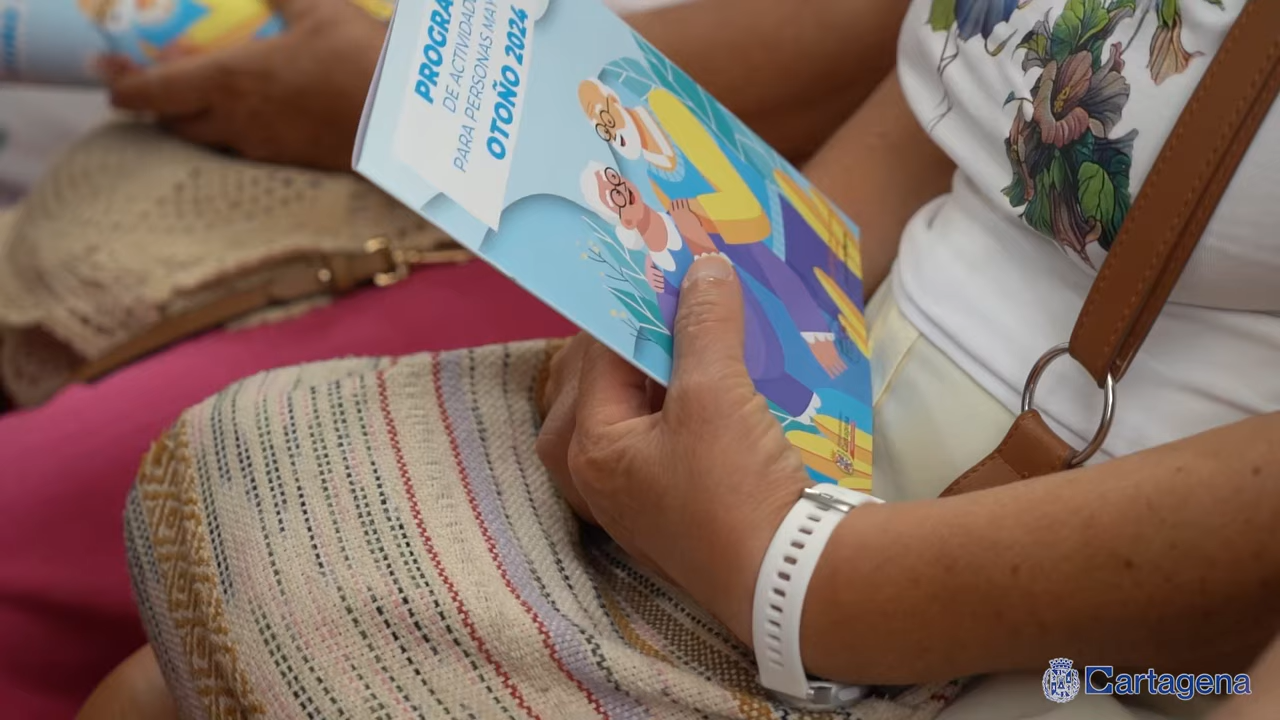 PROGRA
DE ACTIVIDAD
PARA PERSONAS MAY
OTOÑO 2024
Cartagena